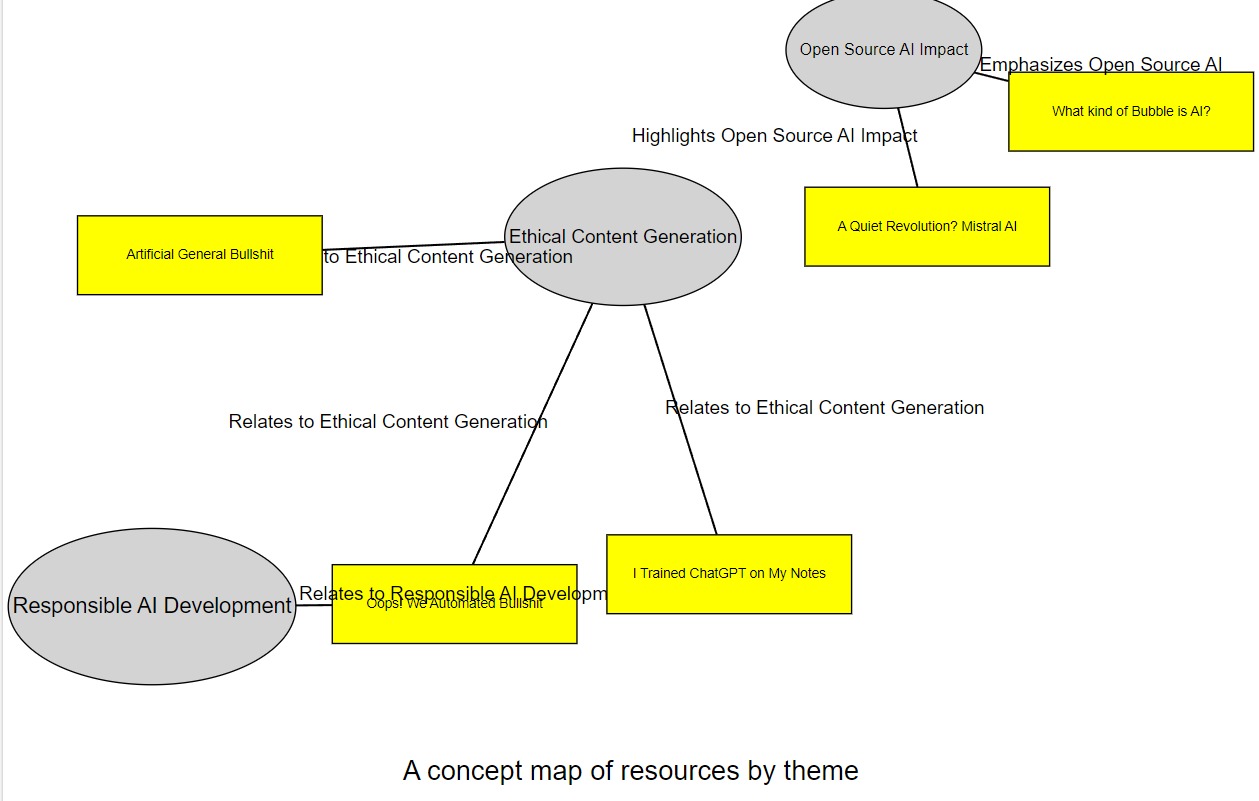 Open Source AI Impact
Emphasizes Open Source AI
What kind of Bubble is AI?
Highlights Open Source AI Impact
A Quiet Revolution? Mistral AI
Ethical Content Generation
Artificial General Bullshit
to Ethical Content Generation
Relates to Ethical Content Generation
Relates to Ethical Content Generation
I Trained ChatGPT on My Notes
Relates to Responsible AI Developm
Oops! We Automated Bullshit
Responsible AI Development
A concept map of resources by theme